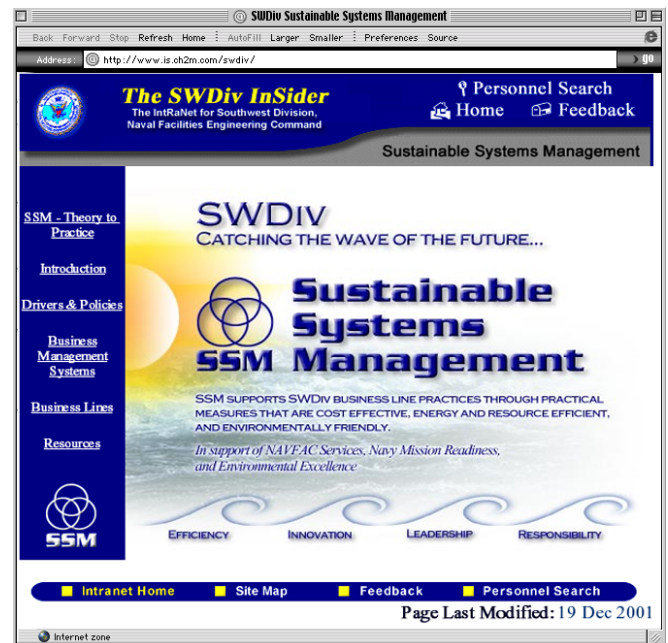 SWDiv Sustainable Systems Management
Back Forward Stop Refresh Home AutoFill Larger Smaller Preferences Source
Address: @ http://www.is.ch2m.com/swdiv/ go
The SWDiv InSider
The IntRaNet for Southwest Division,
Naval Facilities Engineering Command
Personnel Search
Home Feedback
Sustainable Systems Management
SSM - Theory to
Practice
Introduction
Drivers & Policies
Business
Management
Systems
Business Lines
Resources
SSM
SWDIV
CATCHING THE WAVE OF THE FUTURE...
SSM
Sustainable
Systems
Management
SSM SUPPORTS SWDIV BUSINESS LINE PRACTICES THROUGH PRACTICAL
MEASURES THAT ARE COST EFFECTIVE, ENERGY AND RESOURCE EFFICIENT,
AND ENVIRONMENTALLY FRIENDLY.
In support of NAVFAC Services, Navy Mission Readiness,
and Environmental Excellence
EFFICIENCY INNOVATION LEADERSHIP RESPONSIBILITY
Intranet Home Site Map Feedback Personnel Search
Page Last Modified: 19 Dec 2001
Internet zone